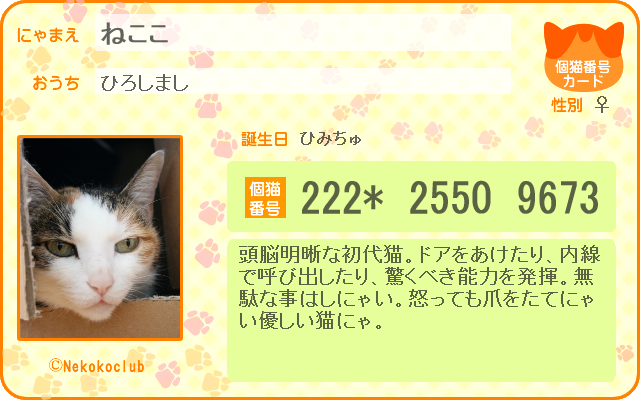 にゃまえ ねここ
個猫番号
カード
おうち ひろしまし
性別 ♀
誕生日 ひみちゅ
個猫
番号
222* 2550 9673
頭脳明晰な初代猫。ドアをあけたり、内線
で呼び出したり、驚くべき能力を発揮。無
駄な事はしにゃい。怒っても爪をたてにゃ
い優しい猫にゃ。
©Nekokoclub